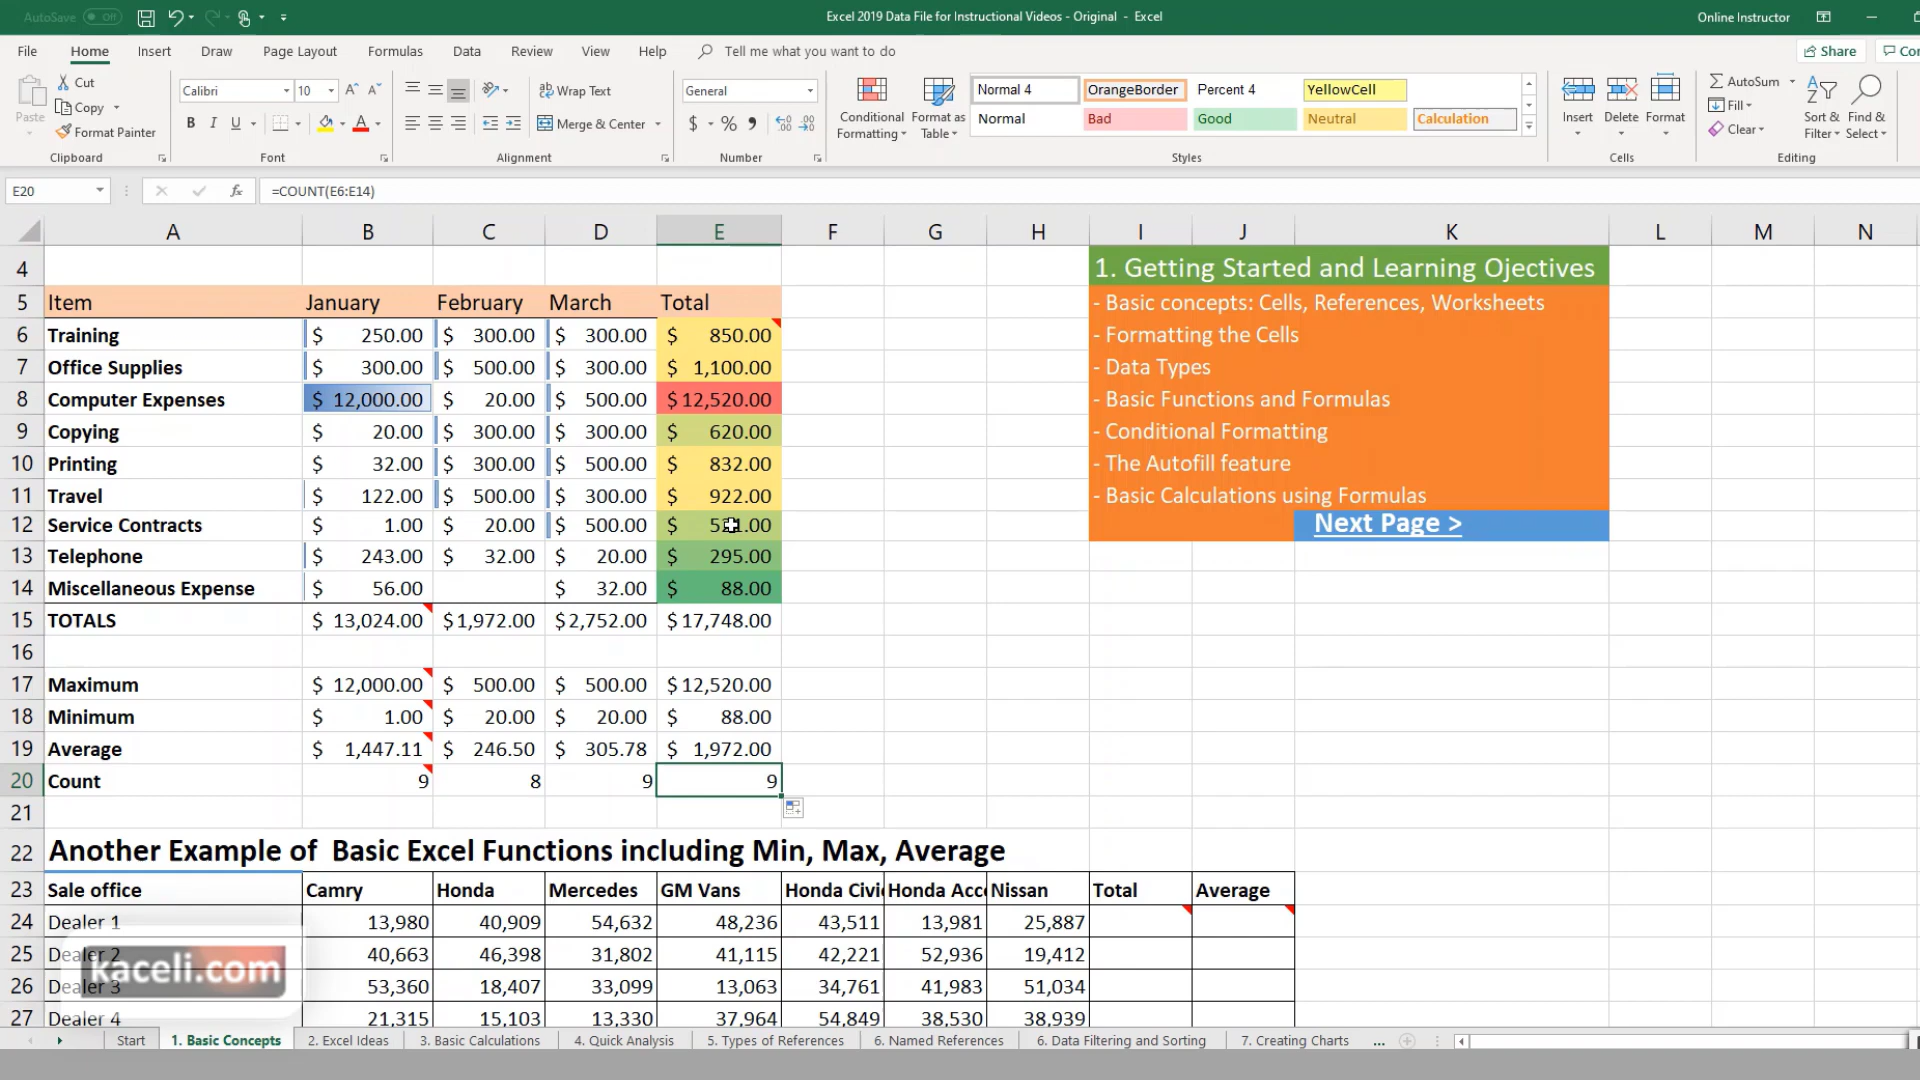 AutoSave Off
Excel 2019 Data File for Instructional Videos - Original - Excel
Online Instructor
File Home Insert Draw Page Layout Formulas Data Review View Help Tell me what you want to do Share
Paste
Cut
Copy
Format Painter
Clipboard
Calibri 10
B I U
Font
Wrap Text
Merge & Center
Alignment
General
$ % ,
Number
Conditional Formatting
Format as Table
Normal 4 OrangeBorder Percent 4 YellowCell
Normal Bad Good Neutral Calculation
Styles
Insert Delete Format
Cells
AutoSum
Fill
Clear
Sort & Filter
Find & Select
Editing
E20 fx =COUNT(E6:E14)
A B C D E F G H I J K L M N
4 1. Getting Started and Learning Ojectives
5 Item January February March Total - Basic concepts: Cells, References, Worksheets
6 Training $ 250.00 $ 300.00 $ 300.00 $ 850.00 - Formatting the Cells
7 Office Supplies $ 300.00 $ 500.00 $ 300.00 $ 1,100.00 - Data Types
8 Computer Expenses $ 12,000.00 $ 20.00 $ 500.00 $ 12,520.00 - Basic Functions and Formulas
9 Copying $ 20.00 $ 300.00 $ 300.00 $ 620.00 - Conditional Formatting
10 Printing $ 32.00 $ 300.00 $ 500.00 $ 832.00 - The Autofill feature
11 Travel $ 122.00 $ 500.00 $ 300.00 $ 922.00 - Basic Calculations using Formulas
12 Service Contracts $ 1.00 $ 20.00 $ 500.00 $ Next Page >
13 Telephone $ 243.00 $ 32.00 $ 20.00 $ 295.00
14 Miscellaneous Expense $ 56.00 $ 32.00 $ 88.00
15 TOTALS $ 13,024.00 $1,972.00 $2,752.00 $17,748.00
16
17 Maximum $ 12,000.00 $ 500.00 $ 500.00 $12,520.00
18 Minimum $ 1.00 $ 20.00 $ 20.00 $ 88.00
19 Average $ 1,447.11 $ 246.50 $ 305.78 $ 1,972.00
20 Count 9 8 9 9
21
22 Another Example of Basic Excel Functions including Min, Max, Average
23 Sale office Camry Honda Mercedes GM Vans Honda Civi Honda Acc Nissan Total Average
24 Dealer 1 13,980 40,909 54,632 48,236 43,511 13,981 25,887
25 Dealer 2 40,663 46,398 31,802 41,115 42,221 52,936 19,412
26 Dealer 3 53,360 18,407 33,099 13,063 34,761 41,983 51,034
27 Dealer 4 21,315 15,103 13,330 37,964 54,849 38,530 38,939
kaceli.com
Start 1. Basic Concepts 2. Excel Ideas 3. Basic Calculations 4. Quick Analysis 5. Types of References 6. Named References 6. Data Filtering and Sorting 7. Creating Charts ...